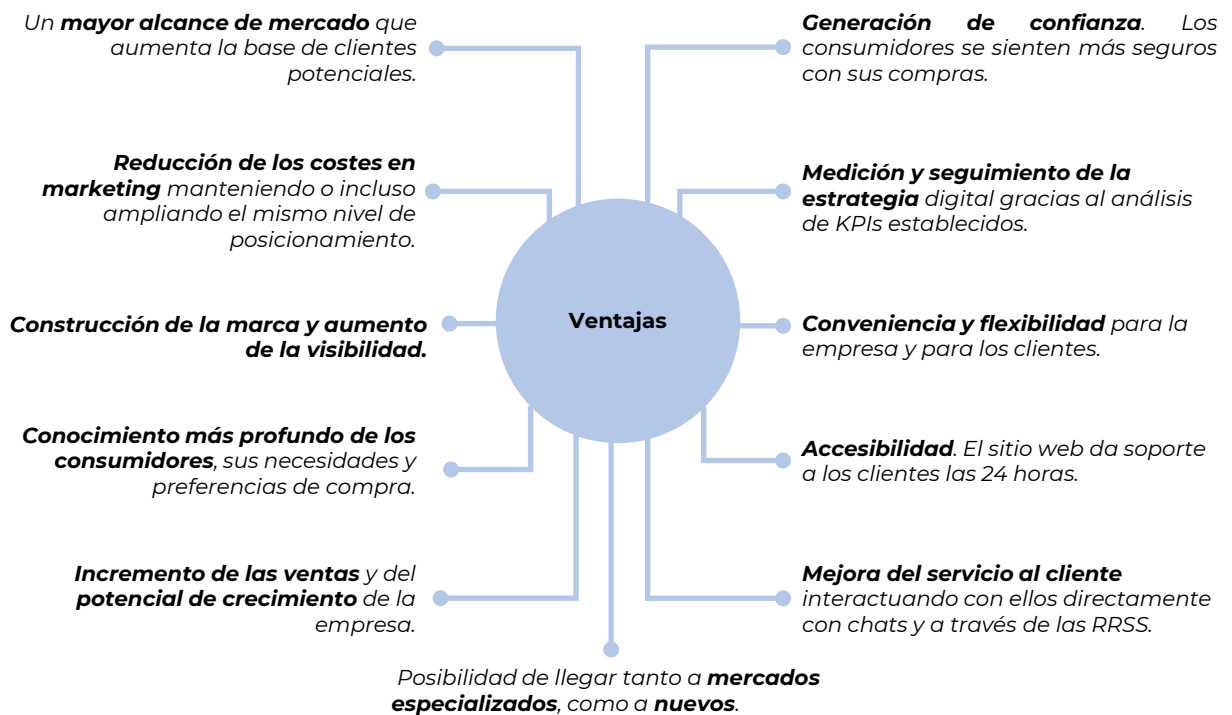 Un mayor alcance de mercado que
aumenta la base de clientes
potenciales.
Reducción de los costes en
marketing manteniendo o incluso
ampliando el mismo nivel de
posicionamiento.
Construcción de la marca y aumento
de la visibilidad.
Conocimiento más profundo de los
consumidores, sus necesidades y
preferencias de compra.
Incremento de las ventas y del
potencial de crecimiento de la
empresa.
Ventajas
Generación de confianza. Los
consumidores se sienten más seguros
con sus compras.
Medición y seguimiento de la
estrategia digital gracias al análisis
de KPIs establecidos.
Conveniencia y flexibilidad para la
empresa y para los clientes.
Accesibilidad. El sitio web da soporte
a los clientes las 24 horas.
Mejora del servicio al cliente
interactuando con ellos directamente
con chats y a través de las RRSS.
Posibilidad de llegar tanto a mercados
especializados, como a nuevos.